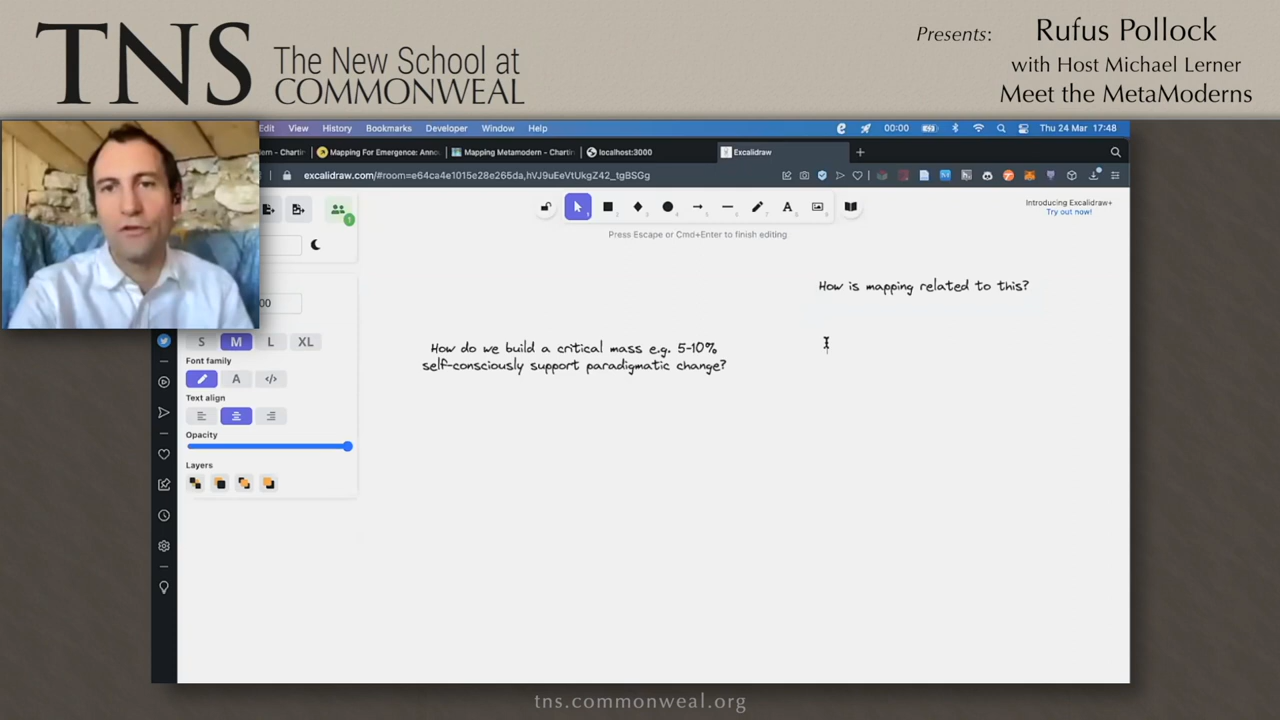 TNS
The New School at
COMMONWEAL
Presents: Rufus Pollock
with Host Michael Lerner
Meet the MetaModerns
Edit View History Bookmarks Developer Window Help
00:00 Thu 24 Mar 17:48
Mapping For Emergence: Anno
Mapping Metamodern - Chartin
localhost:3000
Excalidraw
excalidraw.com/#room=e64ca4e1015e28e265da,hVJ9uEeVtUkgZ42_tgBSGg
Introducing Excalidraw+
Try out now!
Press Escape or Cmd+Enter to finish editing
How is mapping related to this?
How do we build a critical mass e.g. 5-10%
self-consciously support paradigmatic change?
S M L XL
Font family
A </>
Text align
Opacity
Layers
tns.commonweal.org